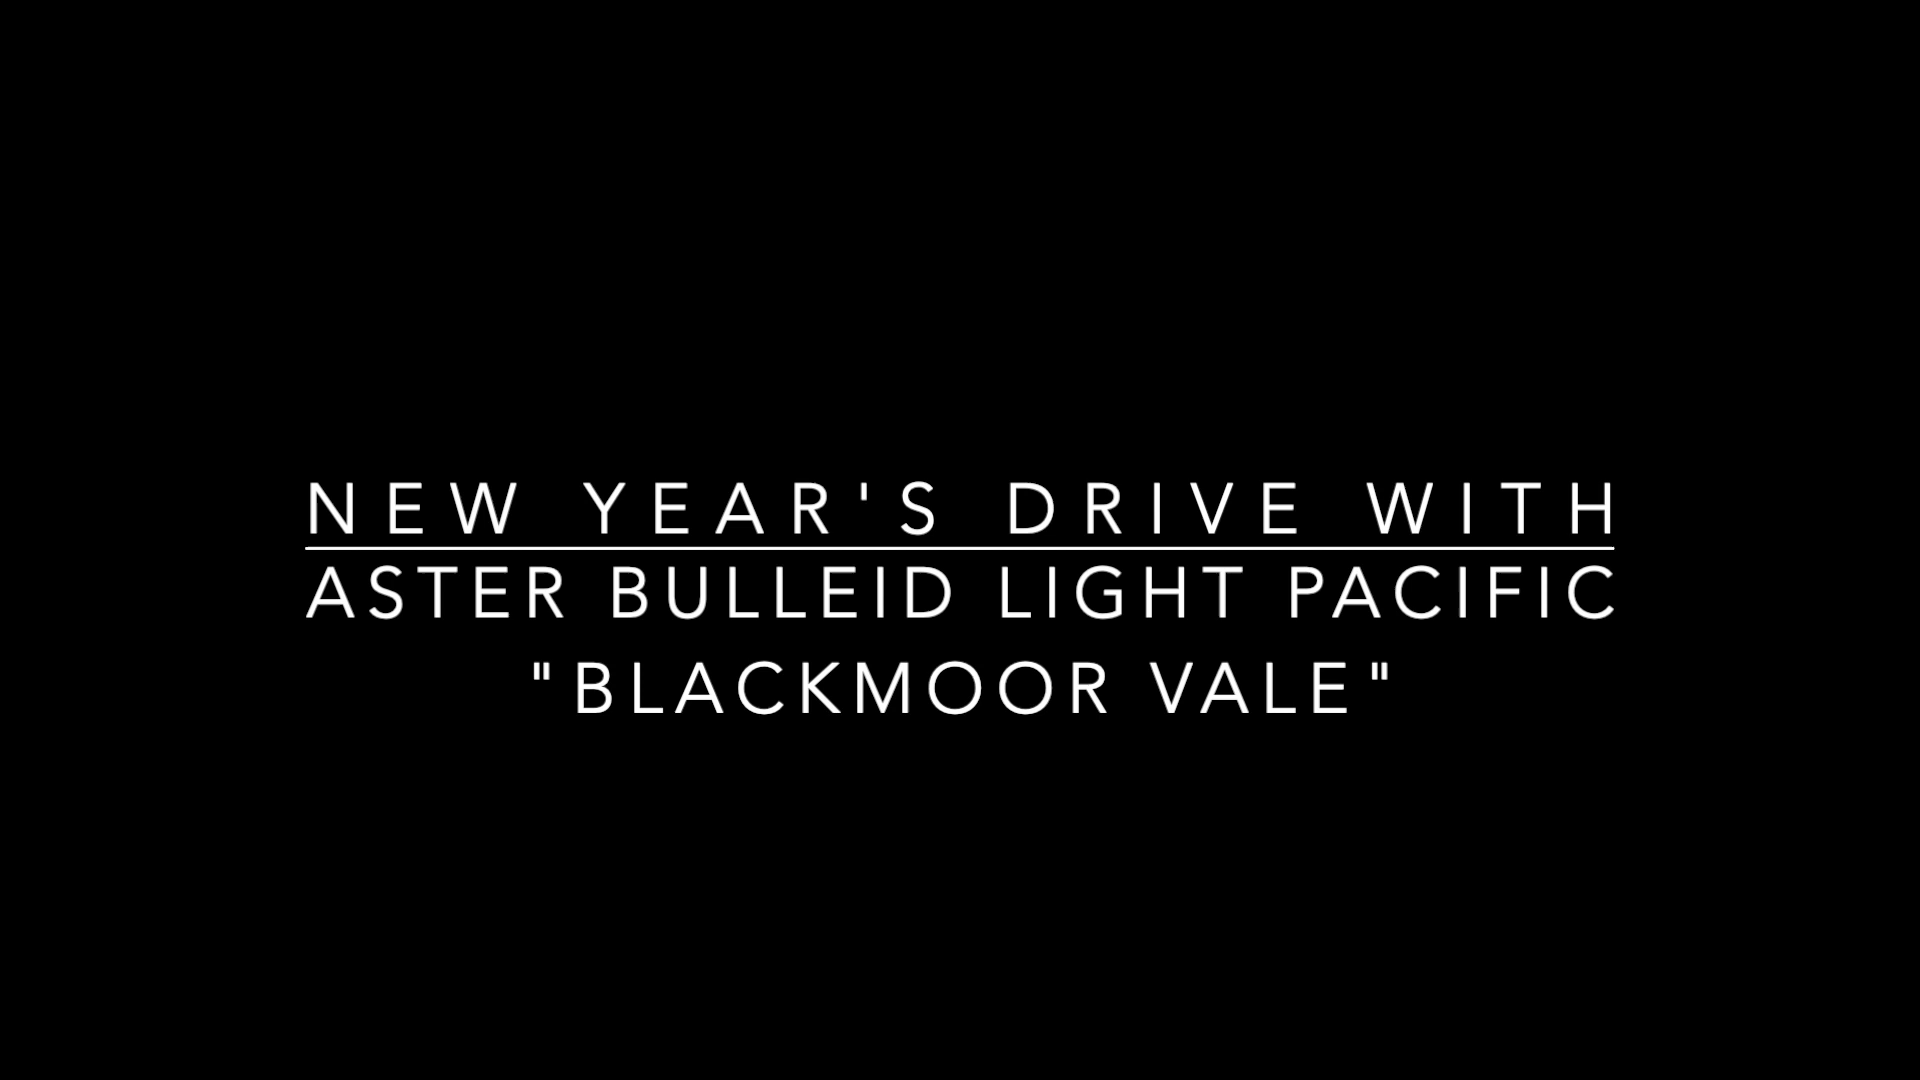 NEW YEAR'S DRIVE WITH
ASTER BULLEID LIGHT PACIFIC
"BLACKMOOR VALE"